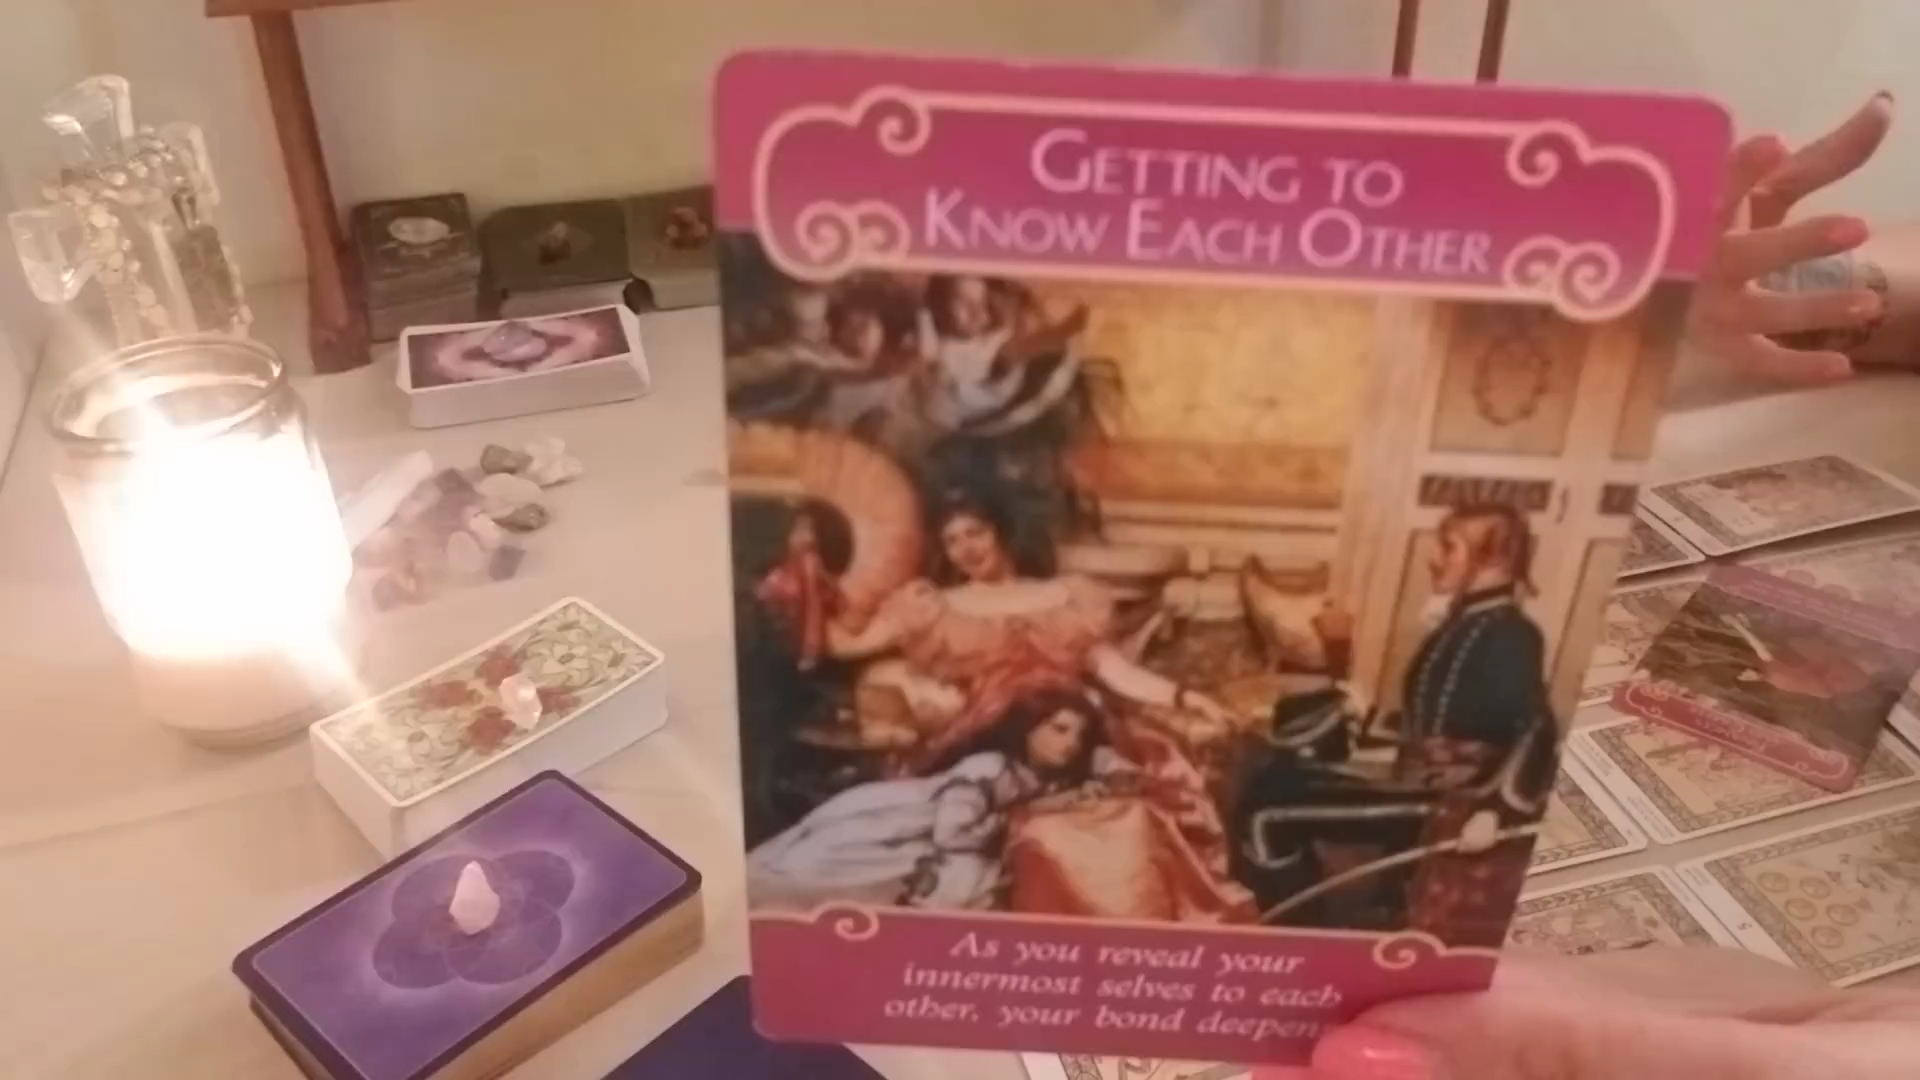 GETTING TO
KNOW EACH OTHER
As you reveal your
innermost selves to each
other, your bond deepens